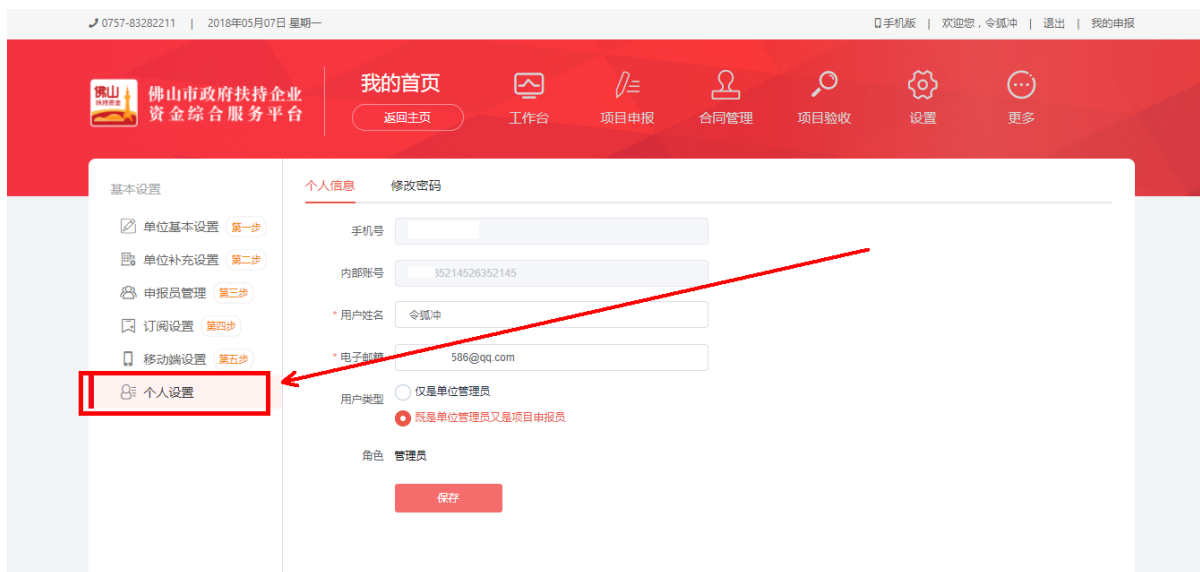 0757-83282211 | 2018年05月07日 星期一
手机版 | 欢迎您，令狐冲 | 退出 | 我的申报
佛山
扶持资金
佛山市政府扶持企业
资金综合服务平台
我的首页
返回主页
工作台
项目申报
合同管理
项目验收
设置
更多
基本设置
单位基本设置 第一步
单位补充设置 第二步
申报员管理 第三步
订阅设置 第四步
移动端设置 第五步
个人设置
个人信息 修改密码
手机号
内部账号 35214526352145
* 用户姓名 令狐冲
* 电子邮箱 586@qq.com
用户类型 仅是单位管理员
既是单位管理员又是项目申报员
角色 管理员
保存